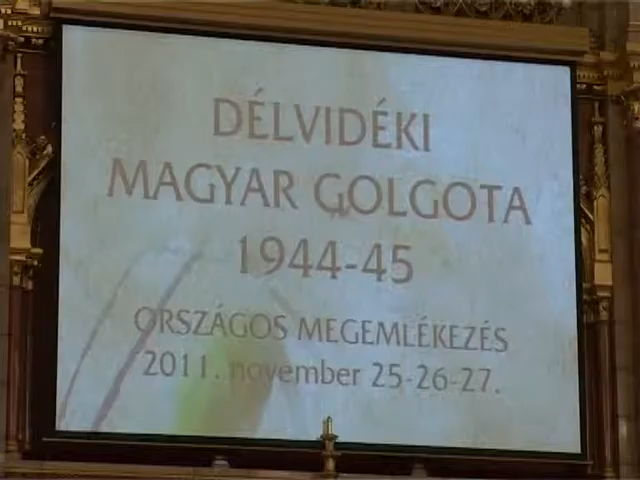 DÉLVIDÉKI
MAGYAR GOLGOTA
1944-45
ORSZÁGOS MEGEMLÉKEZÉS
2011. november 25-26-27.